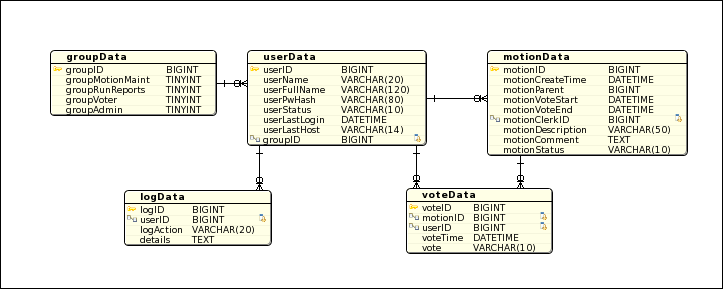 groupData
groupID BIGINT
groupMotionMaint TINYINT
groupRunReports TINYINT
groupVoter TINYINT
groupAdmin TINYINT
userData
userID BIGINT
userName VARCHAR(20)
userFullName VARCHAR(120)
userPwHash VARCHAR(80)
userStatus VARCHAR(10)
userLastLogin DATETIME
userLastHost VARCHAR(14)
groupID BIGINT
motionData
motionID BIGINT
motionCreateTime DATETIME
motionParent BIGINT
motionVoteStart DATETIME
motionVoteEnd DATETIME
motionClerkID BIGINT
motionDescription VARCHAR(50)
motionComment TEXT
motionStatus VARCHAR(10)
logData
logID BIGINT
userID BIGINT
logAction VARCHAR(20)
details TEXT
voteData
voteID BIGINT
motionID BIGINT
userID BIGINT
voteTime DATETIME
vote VARCHAR(10)